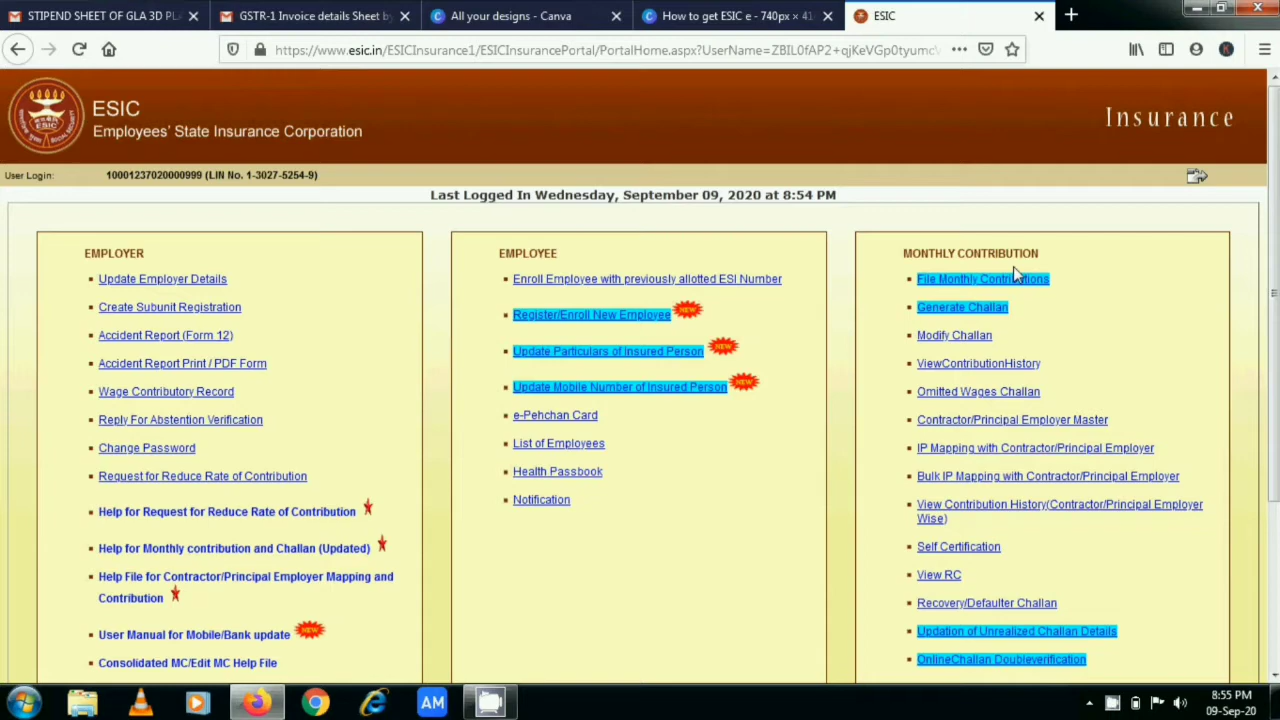 STIPEND SHEET OF GLA 3D PLA
GSTR-1 Invoice details Sheet by
All your designs - Canva
How to get ESIC e - 740px × 41
ESIC
https://www.esic.in/ESICInsurance1/ESICInsurancePortal/PortalHome.aspx?UserName=ZBIL0fAP2+qjKeVGp0tyumc
ESIC
Employees' State Insurance Corporation
Insurance
User Login: 10001237020000999 (LIN No. 1-3027-5254-9)
Last Logged In Wednesday, September 09, 2020 at 8:54 PM
EMPLOYER
Update Employer Details
Create Subunit Registration
Accident Report (Form 12)
Accident Report Print / PDF Form
Wage Contributory Record
Reply For Abstention Verification
Change Password
Request for Reduce Rate of Contribution
Help for Request for Reduce Rate of Contribution
Help for Monthly contribution and Challan (Updated)
Help File for Contractor/Principal Employer Mapping and
Contribution
User Manual for Mobile/Bank update NEW
Consolidated MC/Edit MC Help File
EMPLOYEE
Enroll Employee with previously allotted ESI Number
Register/Enroll New Employee NEW
Update Particulars of Insured Person NEW
Update Mobile Number of Insured Person NEW
e-Pehchan Card
List of Employees
Health Passbook
Notification
MONTHLY CONTRIBUTION
File Monthly Contributions
Generate Challan
Modify Challan
ViewContributionHistory
Omitted Wages Challan
Contractor/Principal Employer Master
IP Mapping with Contractor/Principal Employer
Bulk IP Mapping with Contractor/Principal Employer
View Contribution History(Contractor/Principal Employer
Wise)
Self Certification
View RC
Recovery/Defaulter Challan
Updation of Unrealized Challan Details
OnlineChallan Doubleverification
AM
8:55 PM
09-Sep-20